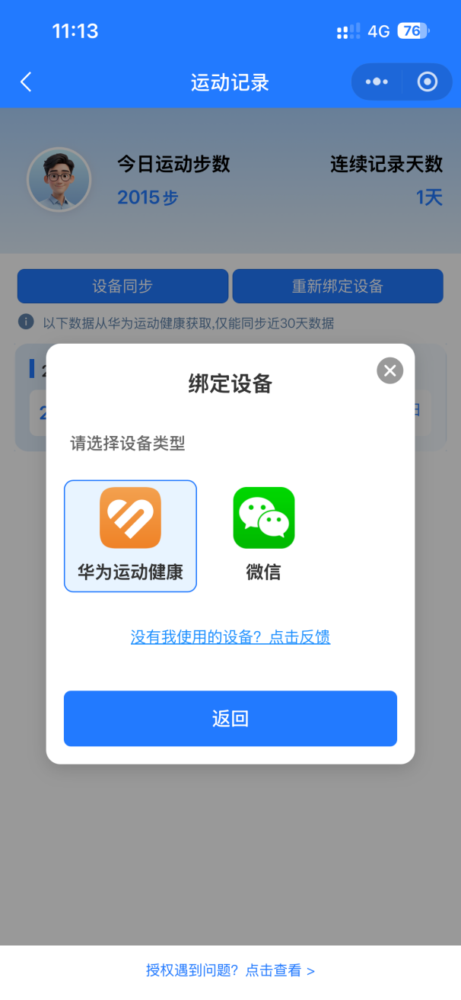 11:13
4G
76
运动记录
今日运动步数
连续记录天数
2015步
1天
设备同步
重新绑定设备
以下数据从华为运动健康获取,仅能同步近30天数据
绑定设备
请选择设备类型
华为运动健康
微信
没有我使用的设备？点击反馈
返回
授权遇到问题？点击查看 >